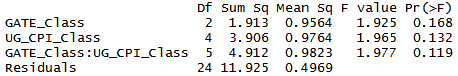 Df Sum Sq Mean Sq F value Pr(>F)
GATE_Class 2 1.913 0.9564 1.925 0.168
UG_CPI_Class 4 3.906 0.9764 1.965 0.132
GATE_Class:UG_CPI_Class 5 4.912 0.9823 1.977 0.119
Residuals 24 11.925 0.4969